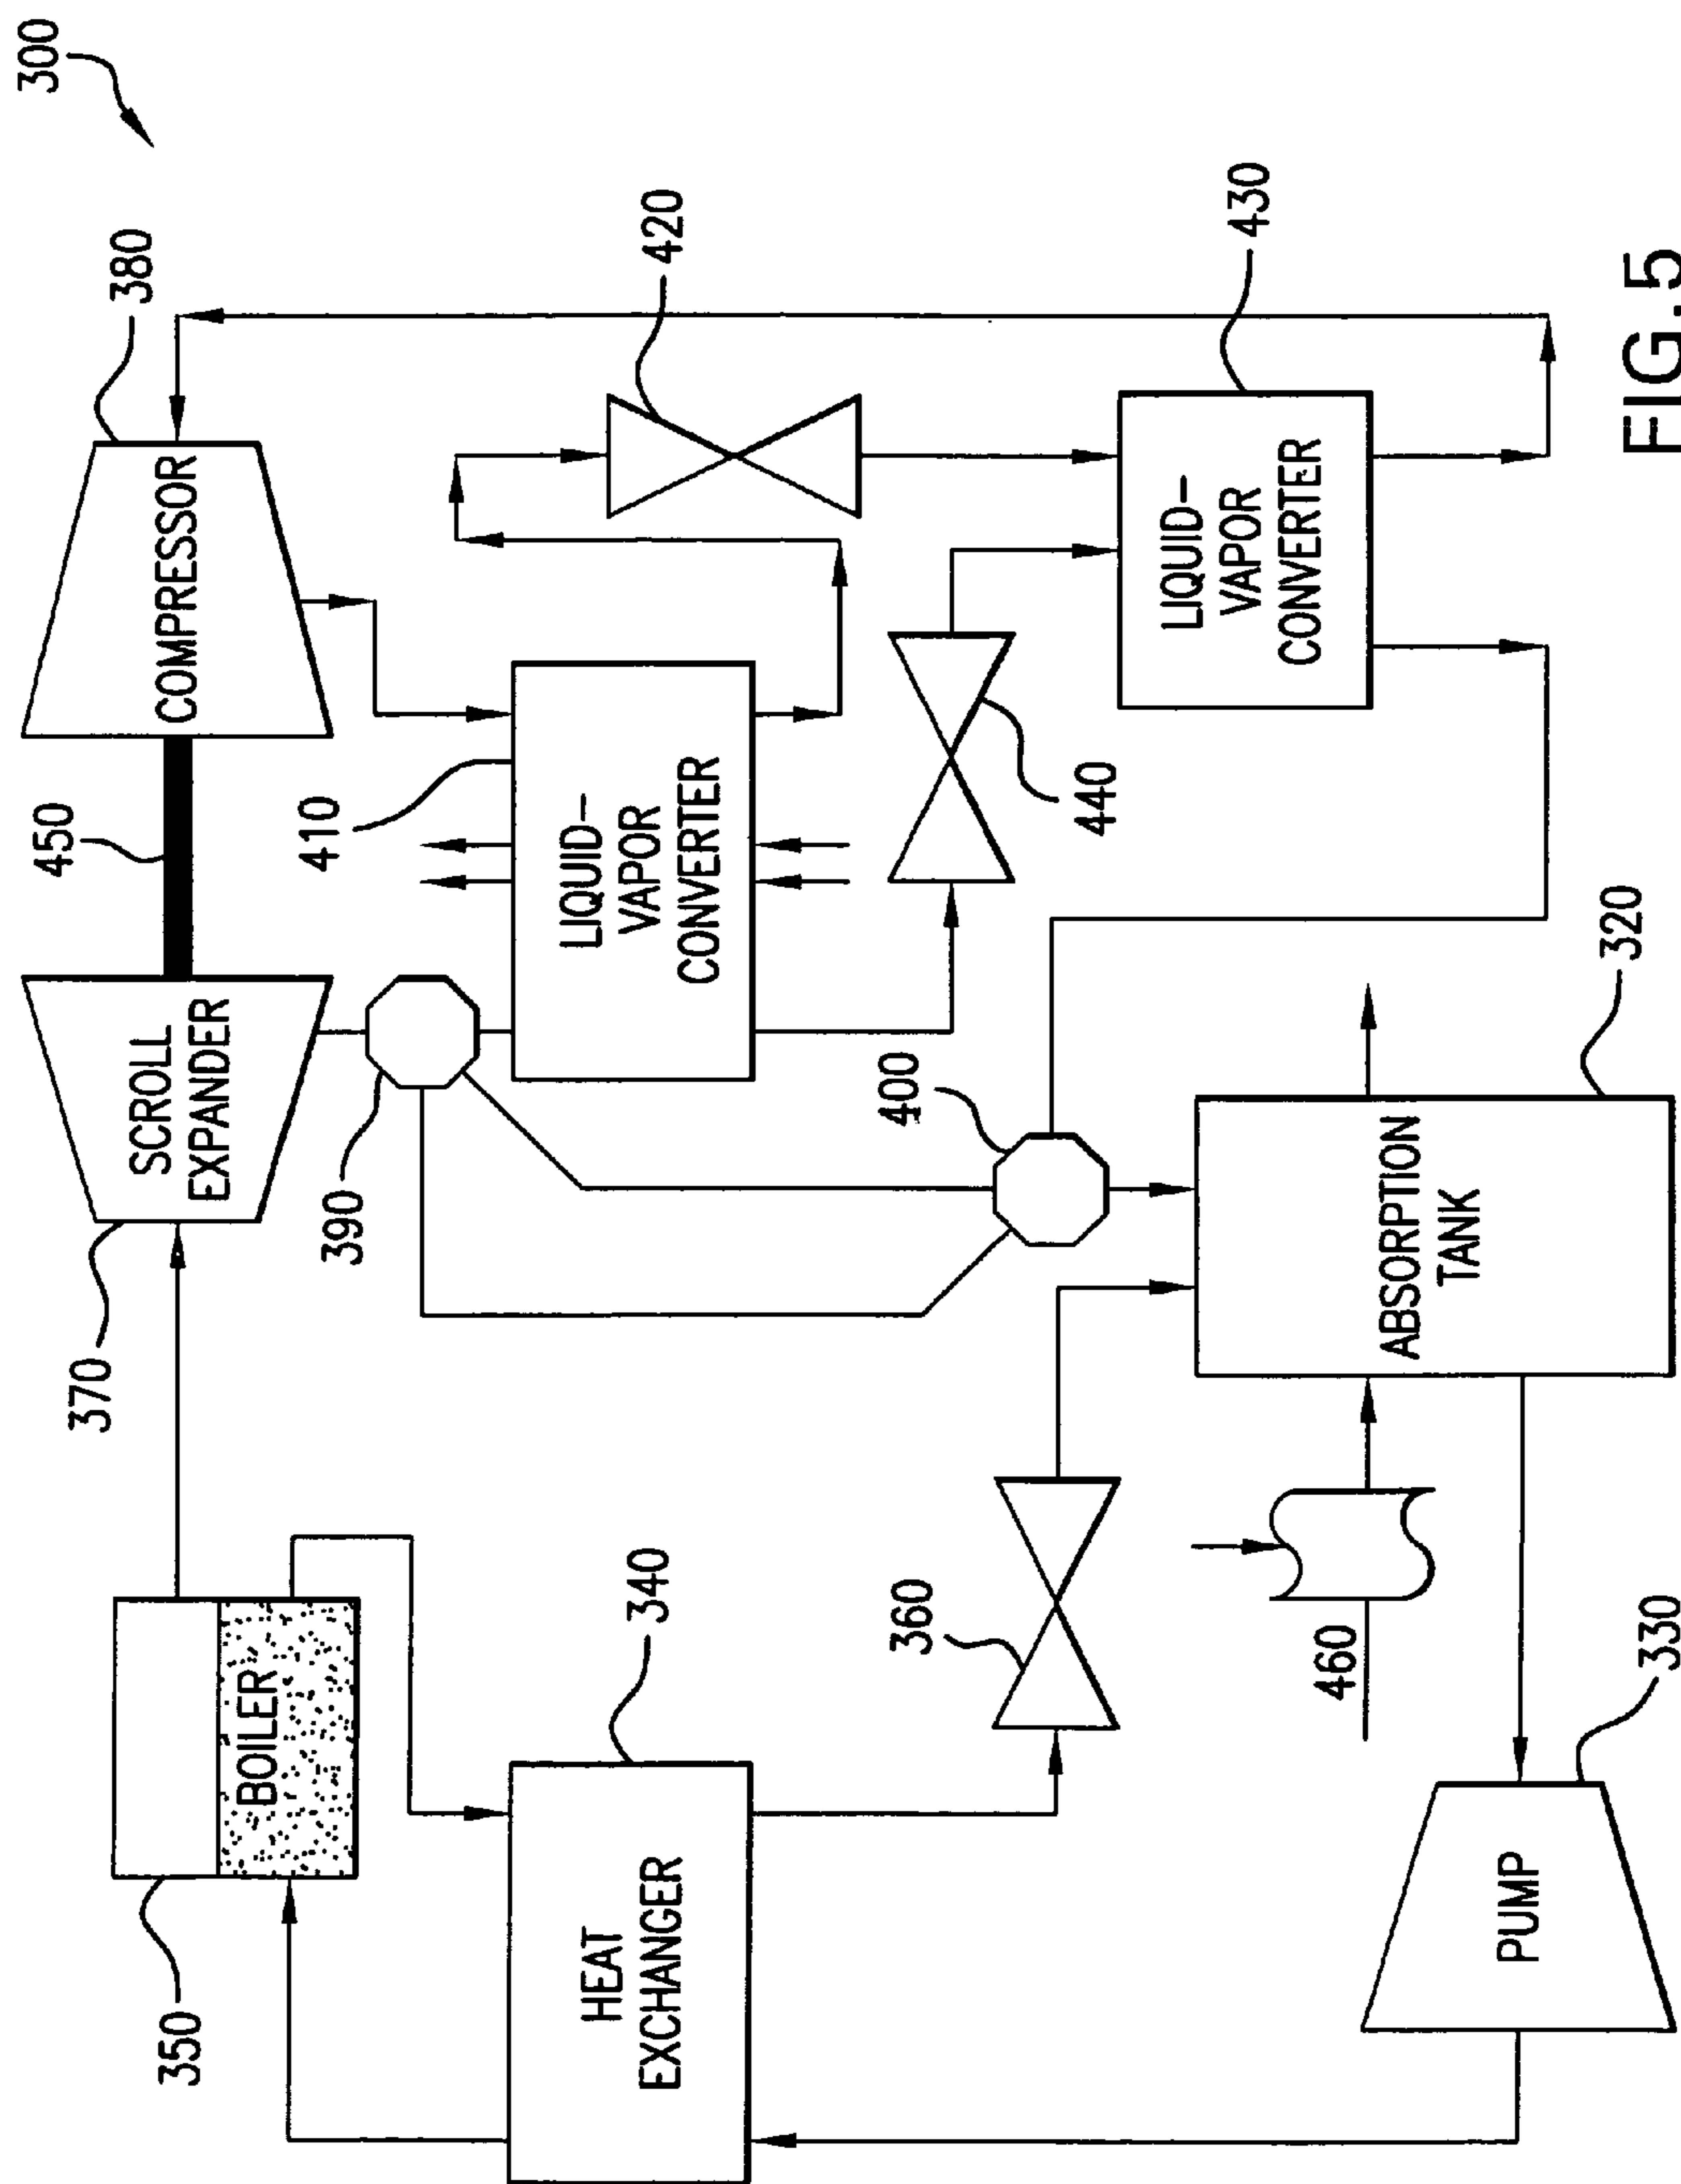 300
380
COMPRESSOR
450
SCROLL
EXPANDER
370
BOILER
350
420
410
LIQUID-
VAPOR
CONVERTER
390
HEAT
EXCHANGER
340
430
LIQUID-
VAPOR
CONVERTER
440
400
360
320
ABSORPTION
TANK
460
330
PUMP
FIG.5